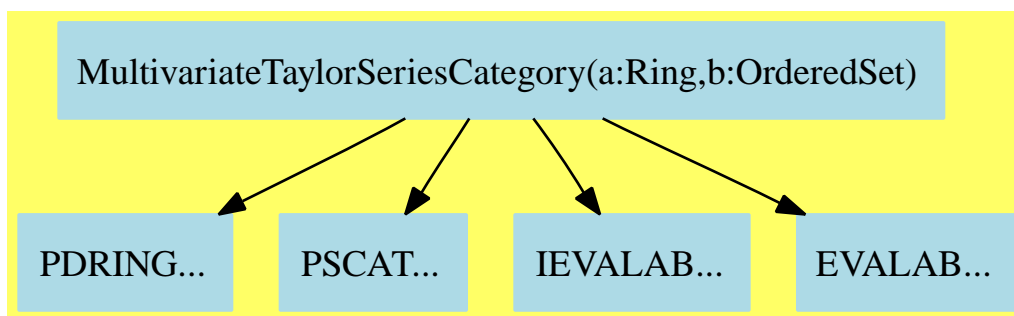 MultivariateTaylorSeriesCategory(a:Ring,b:OrderedSet)
PDRING... PSCAT... IEVALAB... EVALAB...